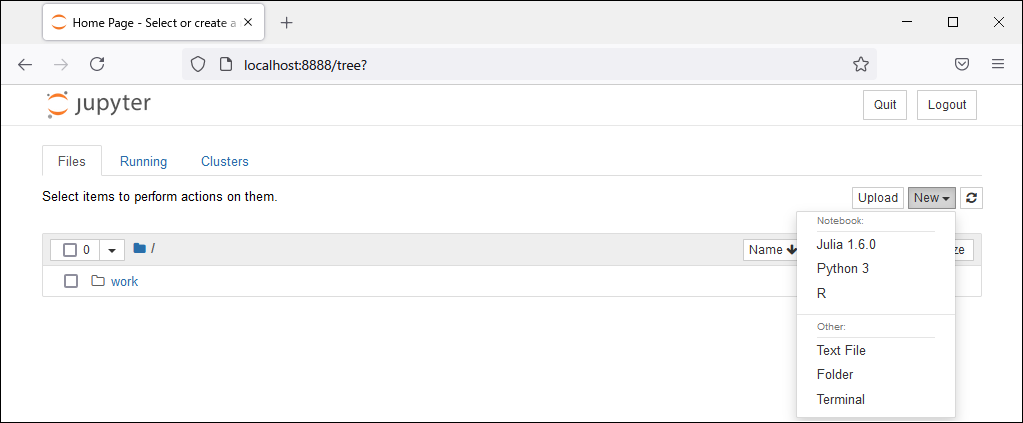 Home Page - Select or create a
localhost:8888/tree?
jupyter
Quit
Logout
Files
Running
Clusters
Select items to perform actions on them.
Upload
New
0
/
Name
ze
work
Notebook:
Julia 1.6.0
Python 3
R
Other:
Text File
Folder
Terminal